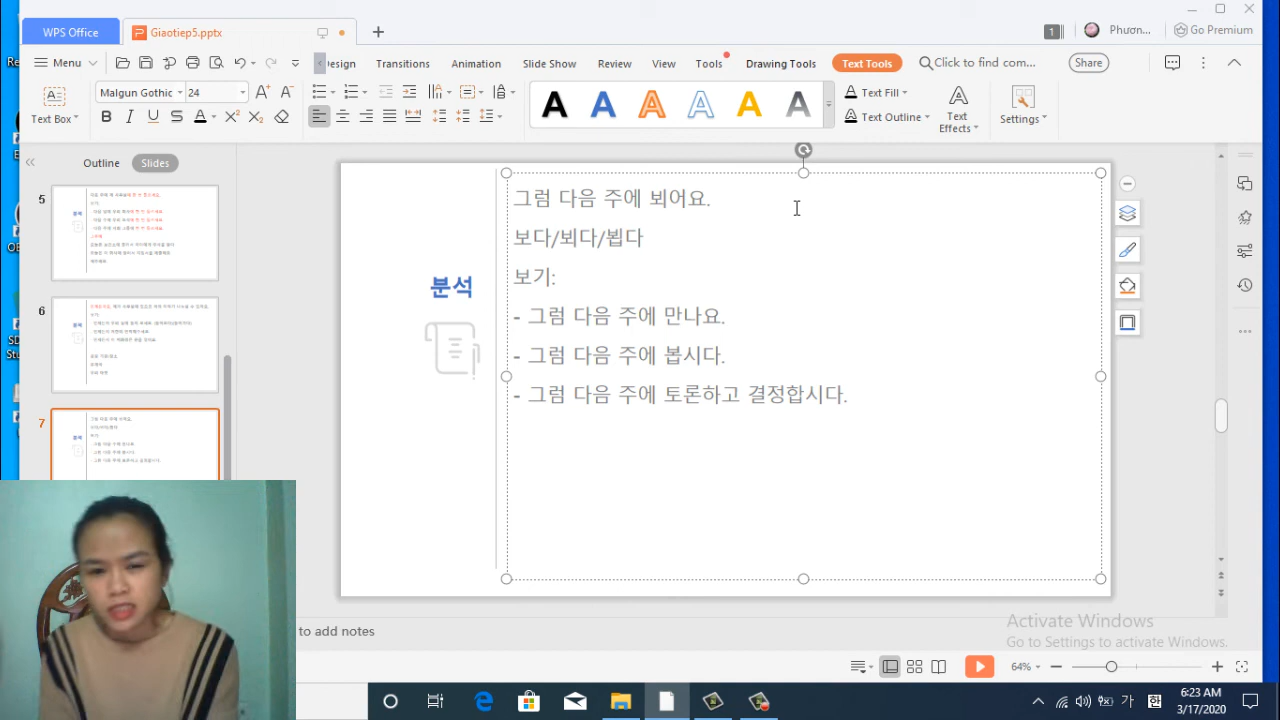 WPS Office
Giaotiep5.pptx
1
Phươn...
Go Premium
Menu
esign
Transitions
Animation
Slide Show
Review
View
Tools
Drawing Tools
Text Tools
Click to find com...
Share
Text Box
Malgun Gothic
24
Text Fill
Text Outline
Text
Effects
Settings
Outline
Slides
5
6
7
분석
그럼 다음 주에 뵈어요.
보다/뵈다/뵙다
보기:
- 그럼 다음 주에 만나요.
- 그럼 다음 주에 봅시다.
- 그럼 다음 주에 토론하고 결정합시다.
to add notes
Activate Windows
Go to Settings to activate Windows.
64%
가
한
6:23 AM
3/17/2020